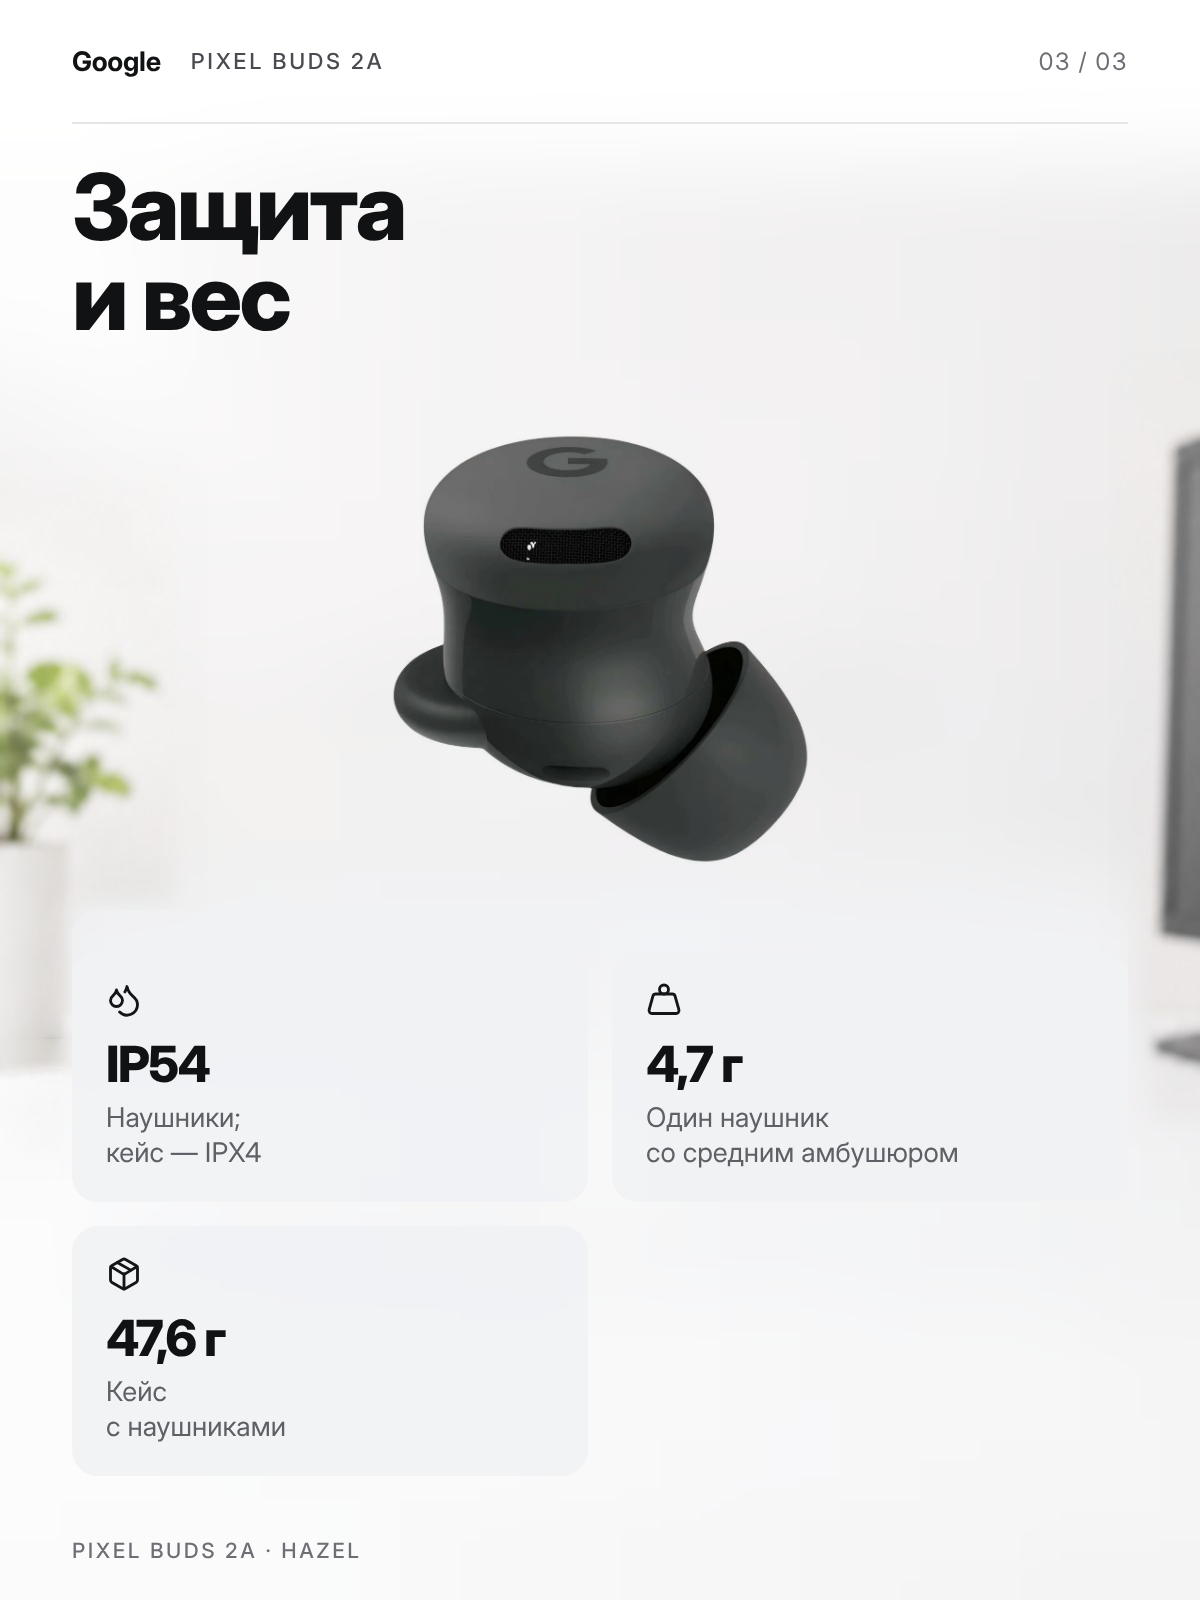 Google PIXEL BUDS 2A 03 / 03
Защита
и вес
G
IP54
Наушники;
кейс — IPX4
4,7 г
Один наушник
со средним амбушюром
47,6 г
Кейс
с наушниками
PIXEL BUDS 2A · HAZEL